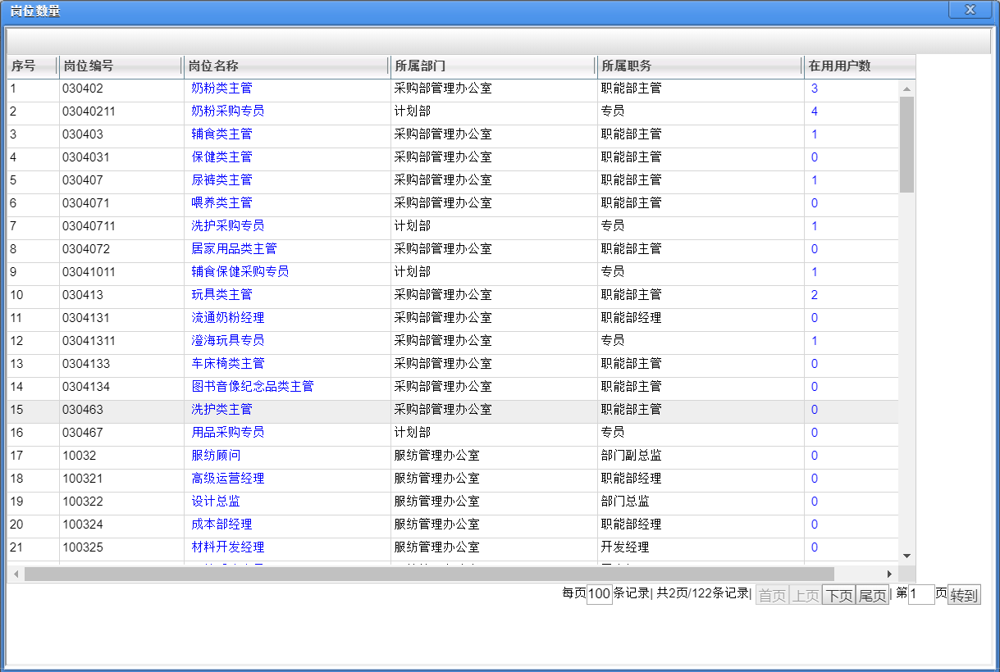 岗位数量
序号 岗位编号 岗位名称 所属部门 所属职务 在用用户数
1 030402 奶粉类主管 采购部管理办公室 职能部主管 3
2 03040211 奶粉采购专员 计划部 专员 4
3 030403 辅食类主管 采购部管理办公室 职能部主管 1
4 0304031 保健类主管 采购部管理办公室 职能部主管 0
5 030407 尿裤类主管 采购部管理办公室 职能部主管 1
6 0304071 喂养类主管 采购部管理办公室 职能部主管 0
7 03040711 洗护采购专员 计划部 专员 1
8 0304072 居家用品类主管 采购部管理办公室 职能部主管 0
9 03041011 辅食保健采购专员 计划部 专员 1
10 030413 玩具类主管 采购部管理办公室 职能部主管 2
11 0304131 流通奶粉经理 采购部管理办公室 职能部经理 0
12 03041311 澄海玩具专员 采购部管理办公室 专员 1
13 0304133 车床椅类主管 采购部管理办公室 职能部主管 0
14 0304134 图书音像纪念品类主管 采购部管理办公室 职能部主管 0
15 030463 洗护类主管 采购部管理办公室 职能部主管 0
16 030467 用品采购专员 计划部 专员 0
17 10032 服纺顾问 服纺管理办公室 部门副总监 0
18 100321 高级运营经理 服纺管理办公室 职能部经理 0
19 100322 设计总监 服纺管理办公室 部门总监 0
20 100324 成本部经理 服纺管理办公室 职能部经理 0
21 100325 材料开发经理 服纺管理办公室 开发经理 0
每页100条记录| 共2页/122条记录| 首页 上页 下页 尾页| 第1页 转到